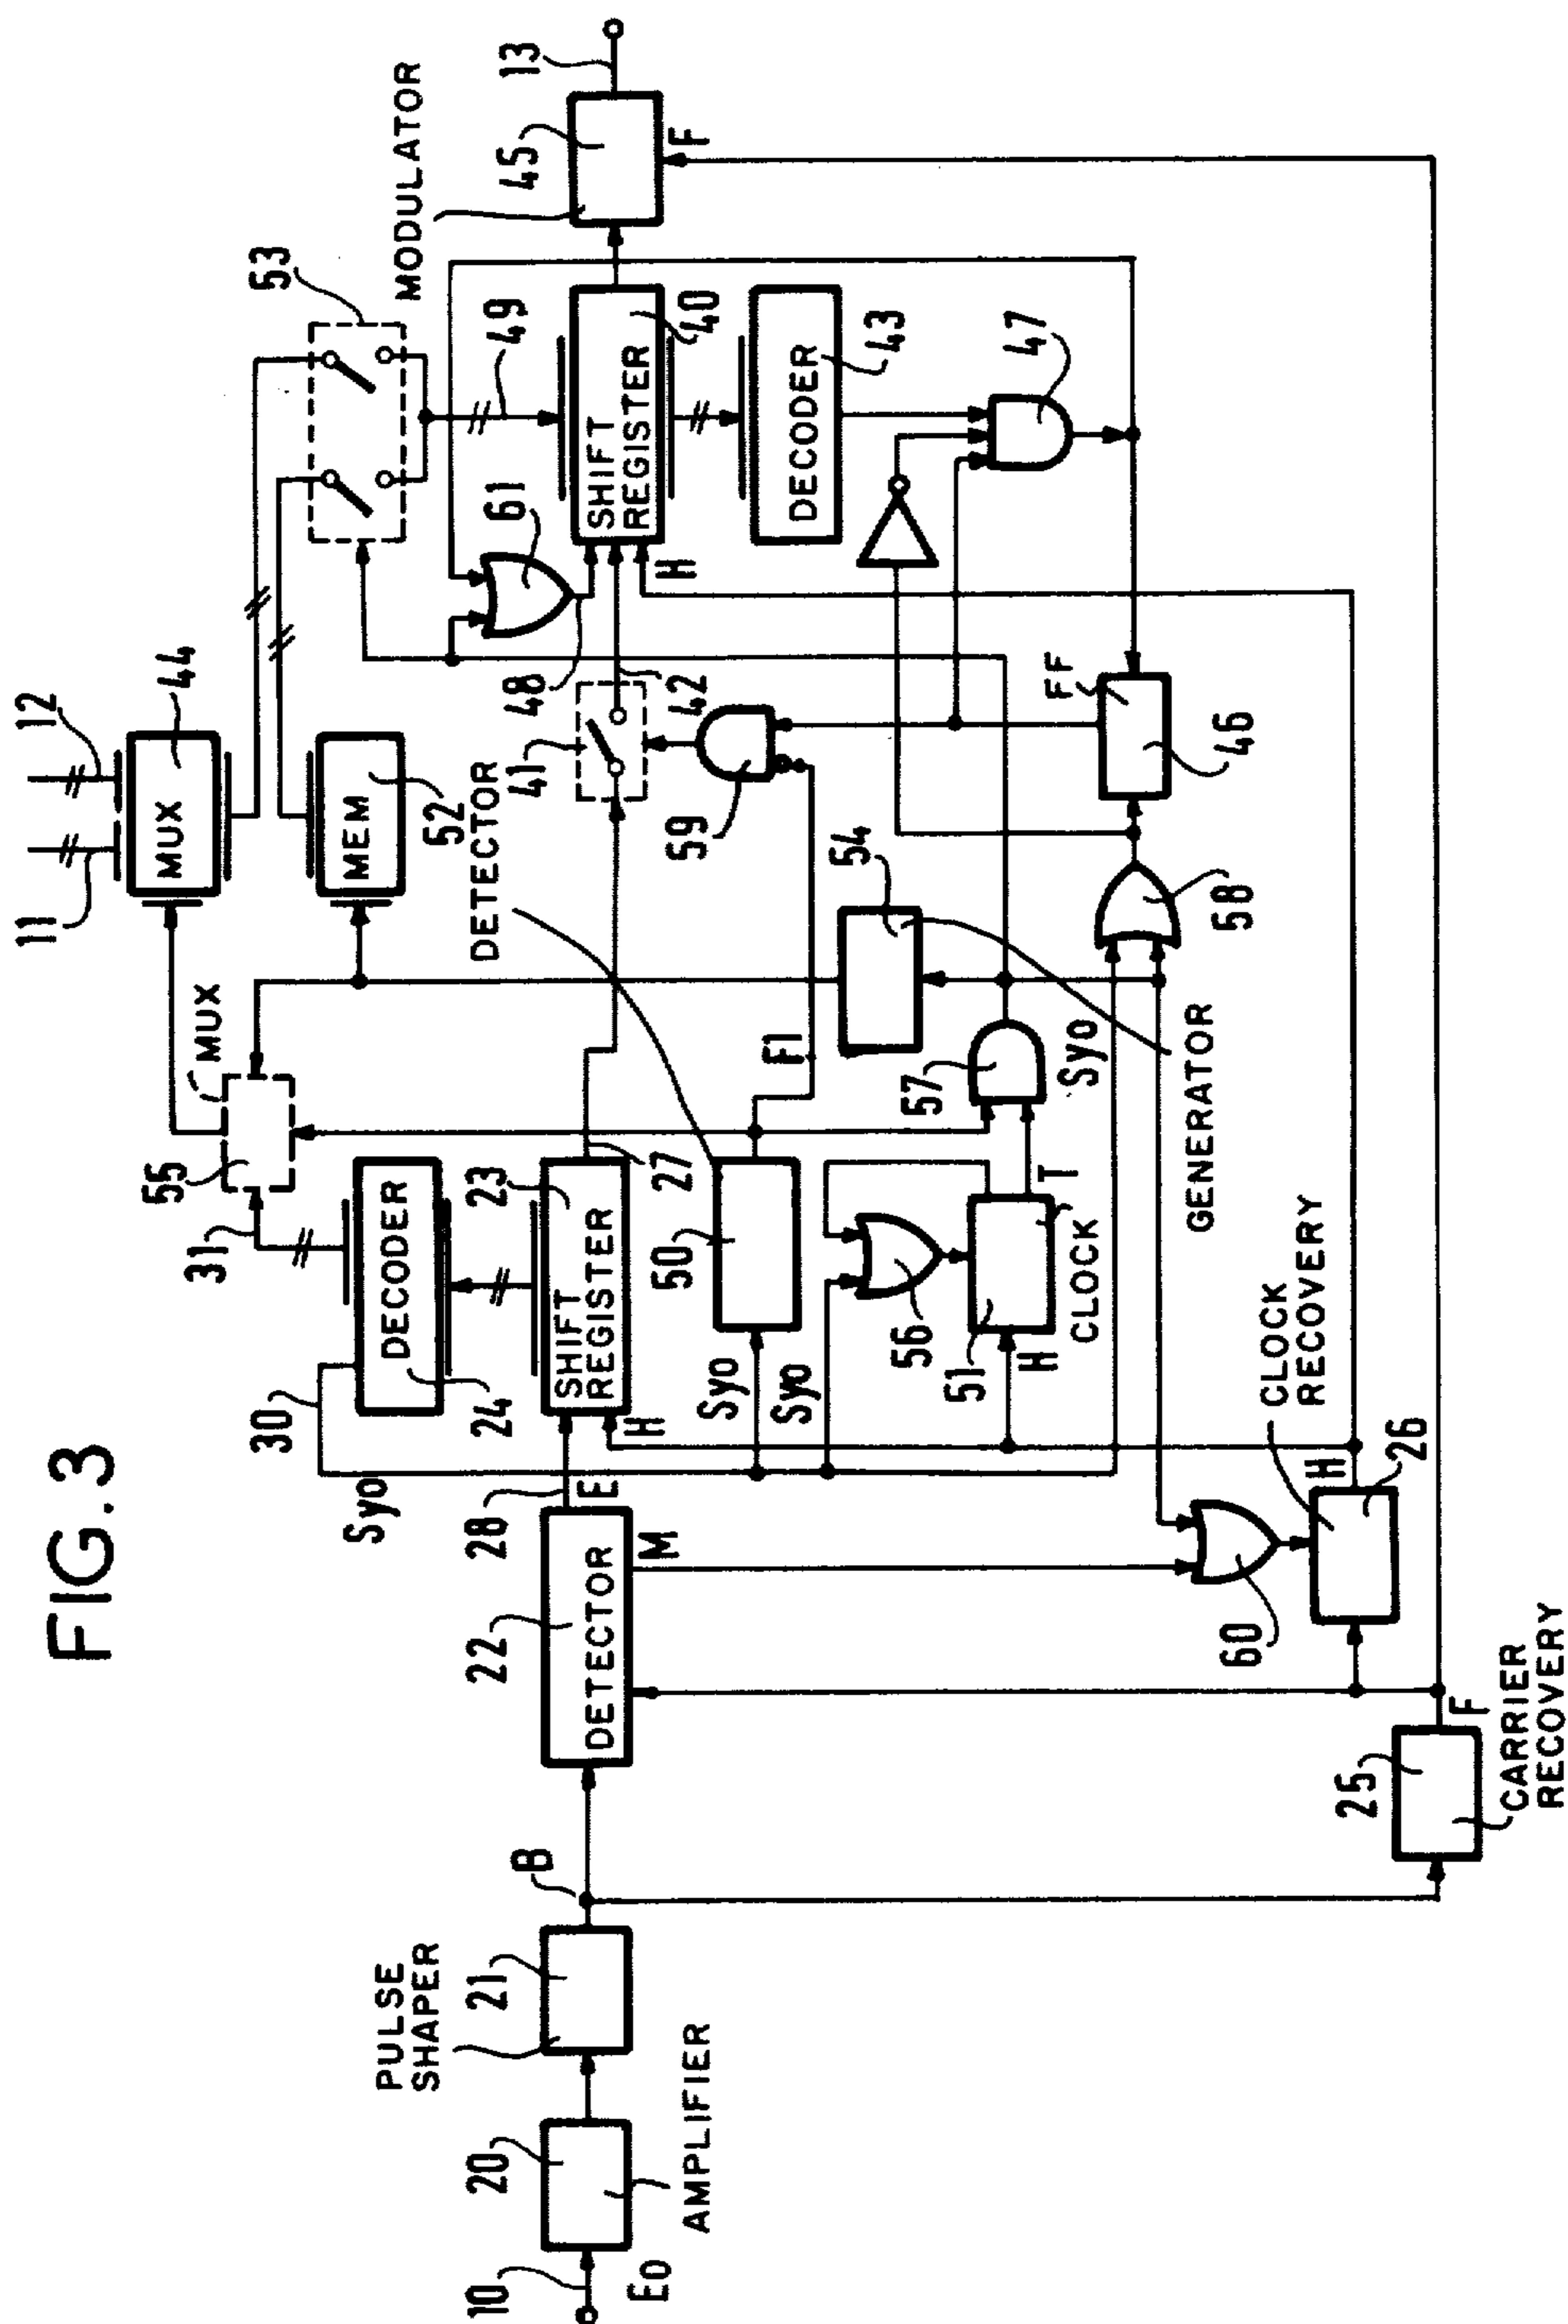 FIG.3
10
Eo
20
AMPLIFIER
PULSE
SHAPER
21
B
25
CARRIER
RECOVERY
F
22
DETECTOR
M
28
E
60
CLOCK
RECOVERY
H
26
Syo
30
24
DECODER
31
SHIFT
REGISTER
23
H
27
Syo
Syo
50
DETECTOR
56
51
H
CLOCK
T
55
MUX
F1
57
Syo
GENERATOR
54
58
11
12
MUX
44
MEM
52
41
42
48
59
FF
46
61
53
49
SHIFT
REGISTER
40
H
DECODER
43
47
MODULATOR
45
F
13